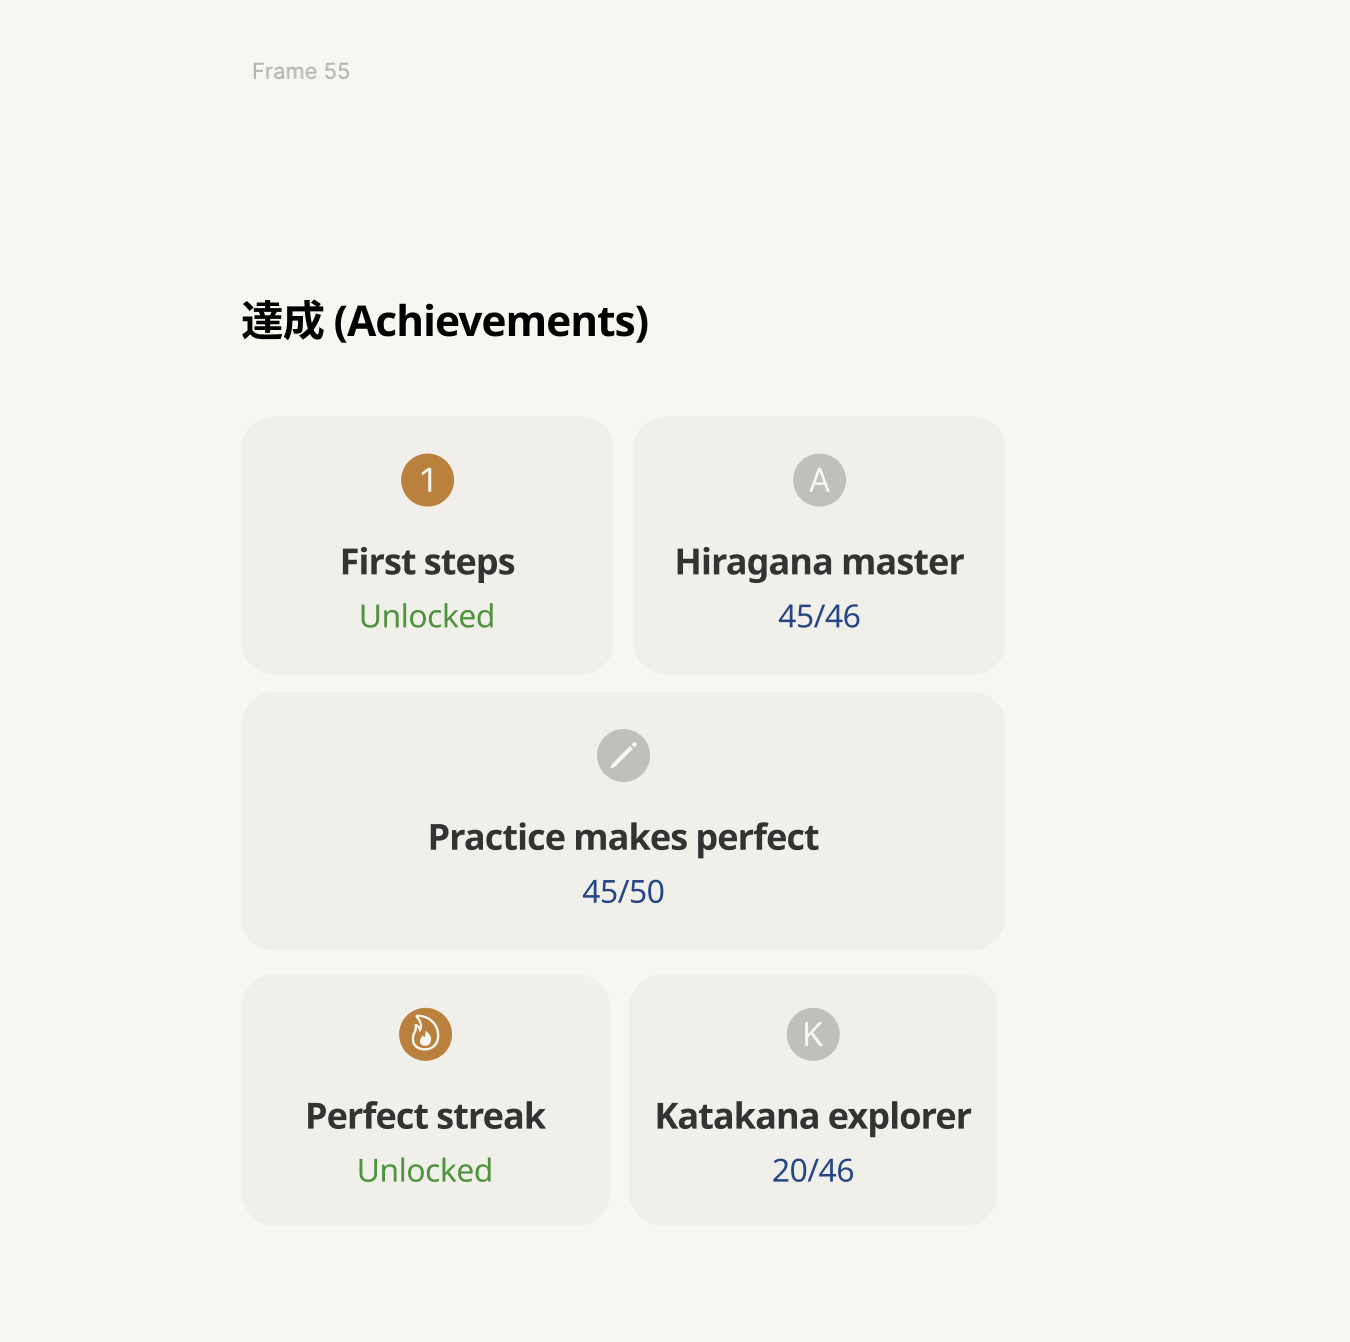 Frame 55
達成 (Achievements)
1
First steps
Unlocked
A
Hiragana master
45/46
Practice makes perfect
45/50
Perfect streak
Unlocked
K
Katakana explorer
20/46